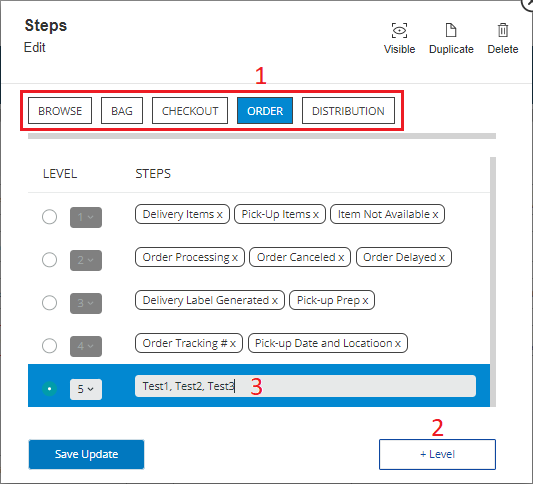 Steps
Edit
Visible Duplicate Delete
1
BROWSE BAG CHECKOUT ORDER DISTRIBUTION
LEVEL STEPS
1 Delivery Items x Pick-Up Items x Item Not Available x
2 Order Processing x Order Canceled x Order Delayed x
3 Delivery Label Generated x Pick-up Prep x
4 Order Tracking # x Pick-up Date and Locatioon x
5 Test1, Test2, Test3 3
2
Save Update + Level